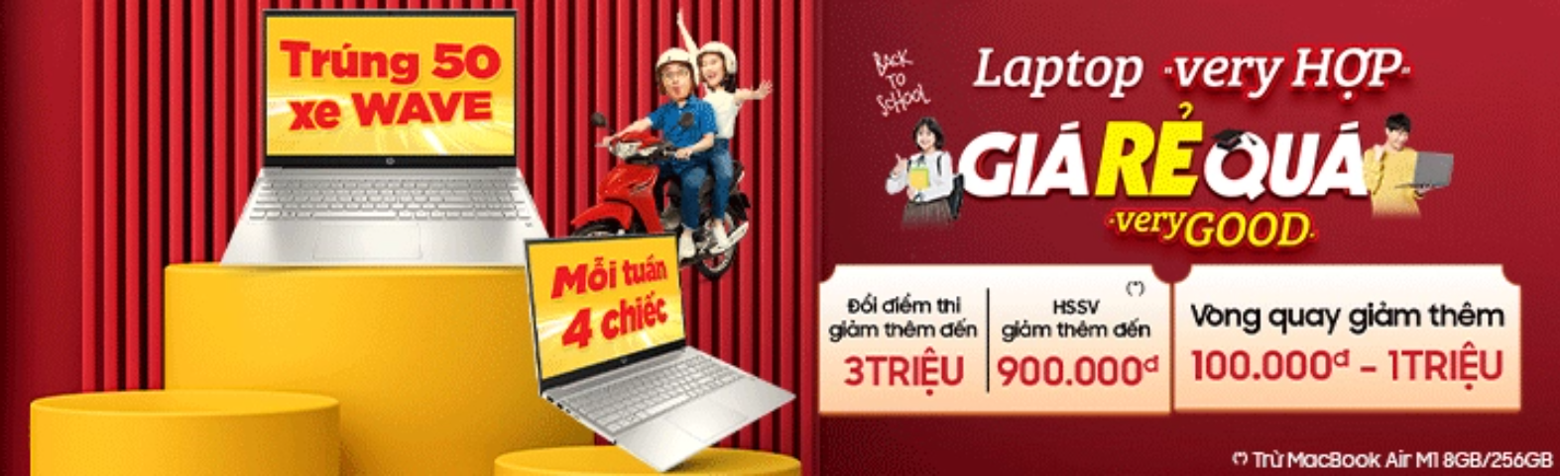 Trúng 50
xe WAVE
Mỗi tuần
4 chiếc
BACK
TO
SCHOOL
Laptop "very HỢP"
GIÁ RẺ QUÁ
"very GOOD"
Đổi điểm thi
giảm thêm đến
3TRIỆU
(*)
HSSV
giảm thêm đến
900.000đ
Vòng quay giảm thêm
100.000đ - 1TRIỆU
(*) Trừ MacBook Air M1 8GB/256GB